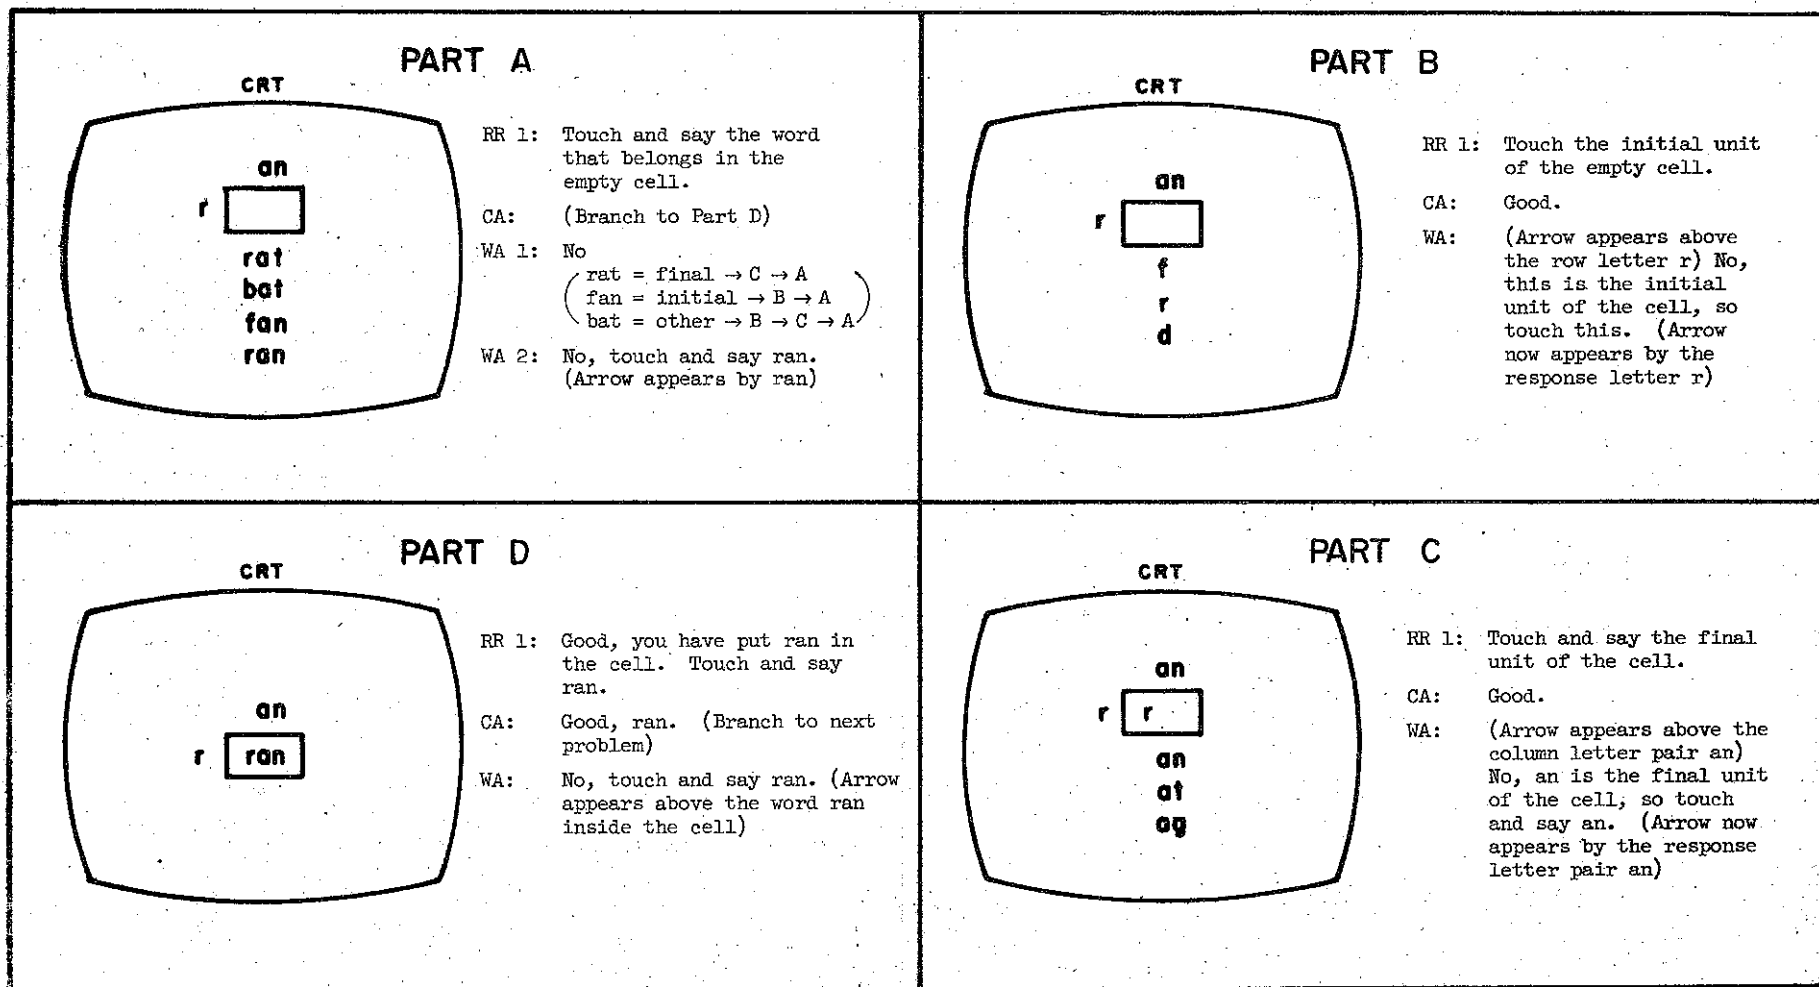 PART A
CRT
an
r
rat
bat
fan
ran
RR 1: Touch and say the word
that belongs in the
empty cell.
CA: (Branch to Part D)
WA 1: No
(rat = final → C → A
fan = initial → B → A
bat = other → B → C → A)
WA 2: No, touch and say ran.
(Arrow appears by ran)
PART B
CRT
an
r
f
r
d
RR 1: Touch the initial unit
of the empty cell.
CA: Good.
WA: (Arrow appears above
the row letter r) No,
this is the initial
unit of the cell, so
touch this. (Arrow
now appears by the
response letter r)
PART D
CRT
an
r ran
RR 1: Good, you have put ran in
the cell. Touch and say
ran.
CA: Good, ran. (Branch to next
problem)
WA: No, touch and say ran. (Arrow
appears above the word ran
inside the cell)
PART C
CRT
an
r r
an
at
ag
RR 1: Touch and say the final
unit of the cell.
CA: Good.
WA: (Arrow appears above the
column letter pair an)
No, an is the final unit
of the cell, so touch
and say an. (Arrow now
appears by the response
letter pair an)